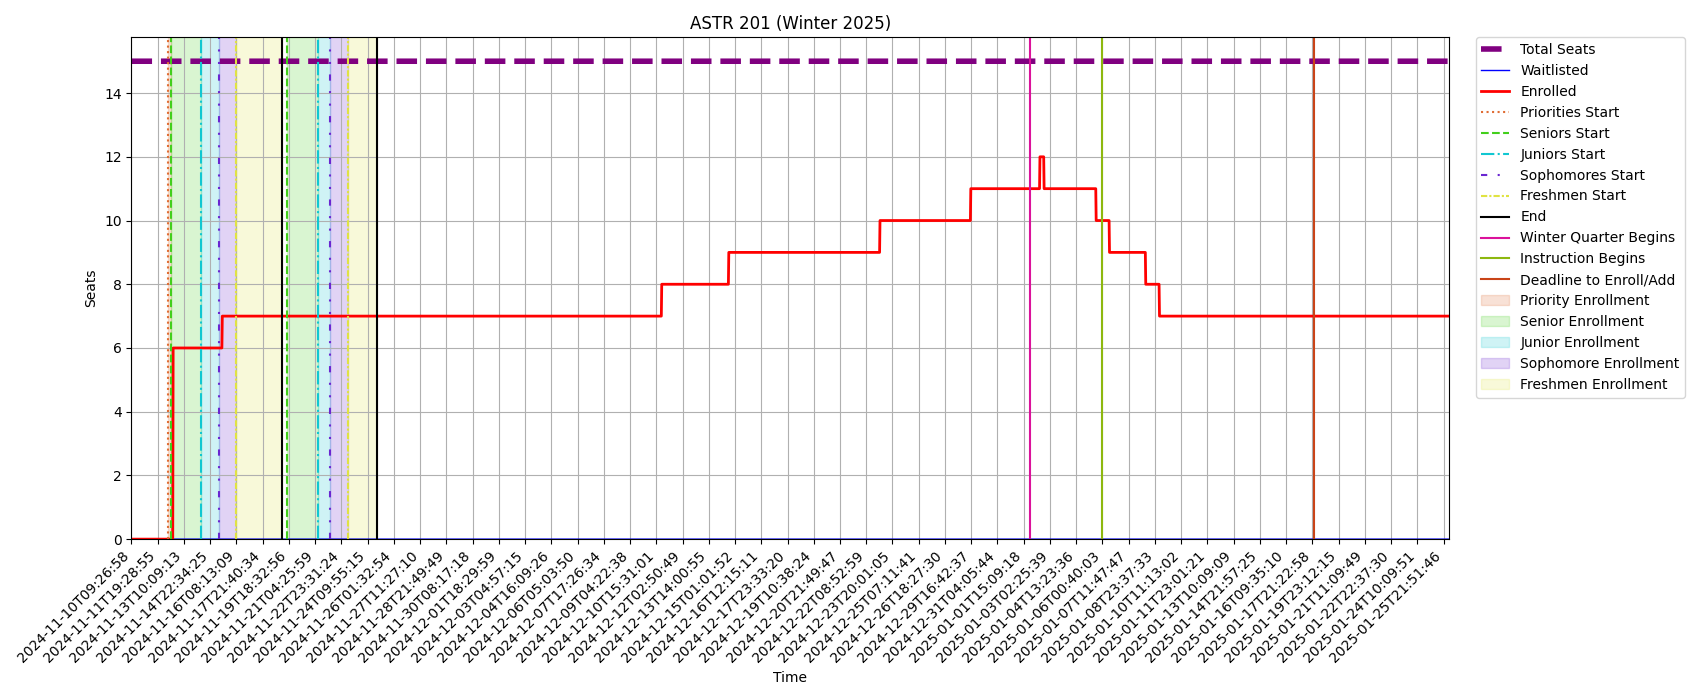 ASTR 201 (Winter 2025)
Seats
14
12
10
8
6
4
2
0
2024-11-10T09:26:58
2024-11-11T19:28:55
2024-11-13T10:09:13
2024-11-14T22:34:25
2024-11-16T08:13:09
2024-11-17T21:40:34
2024-11-19T18:32:56
2024-11-21T04:25:59
2024-11-22T23:31:24
2024-11-24T09:55:15
2024-11-26T01:32:54
2024-11-27T11:27:10
2024-11-28T21:49:49
2024-11-30T08:17:18
2024-12-01T18:29:59
2024-12-03T04:57:15
2024-12-04T16:09:26
2024-12-06T05:03:50
2024-12-07T17:26:34
2024-12-09T04:22:38
2024-12-10T15:31:01
2024-12-12T02:50:49
2024-12-13T14:00:55
2024-12-15T01:01:52
2024-12-16T12:15:11
2024-12-17T23:33:20
2024-12-19T10:38:24
2024-12-20T21:49:47
2024-12-22T08:52:59
2024-12-23T20:01:05
2024-12-25T07:11:41
2024-12-26T18:27:30
2024-12-29T16:42:37
2024-12-31T04:05:44
2025-01-01T15:09:18
2025-01-03T02:25:39
2025-01-04T13:23:36
2025-01-06T00:40:03
2025-01-07T11:47:47
2025-01-08T23:37:33
2025-01-10T11:13:02
2025-01-11T23:01:21
2025-01-13T10:09:09
2025-01-14T21:57:25
2025-01-16T09:35:10
2025-01-17T21:22:58
2025-01-19T23:12:15
2025-01-21T11:09:49
2025-01-22T22:37:30
2025-01-24T10:09:51
2025-01-25T21:51:46
Time
Total Seats
Waitlisted
Enrolled
Priorities Start
Seniors Start
Juniors Start
Sophomores Start
Freshmen Start
End
Winter Quarter Begins
Instruction Begins
Deadline to Enroll/Add
Priority Enrollment
Senior Enrollment
Junior Enrollment
Sophomore Enrollment
Freshmen Enrollment